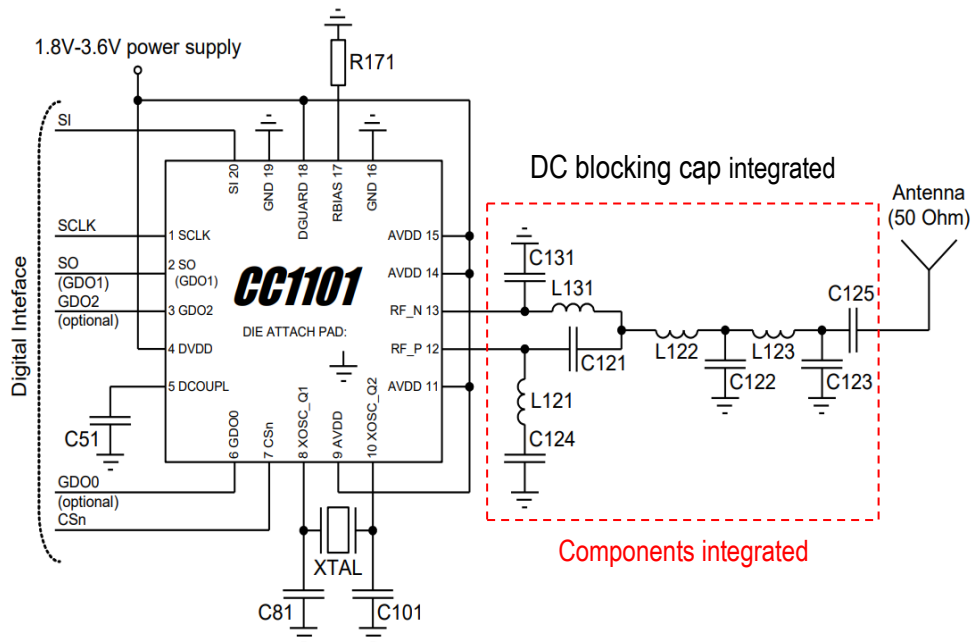 1.8V-3.6V power supply
R171
SI
SI 20
GND 19
DGUARD 18
RBIAS 17
GND 16
DC blocking cap integrated
Antenna
(50 Ohm)
Digital Inteface
SCLK
1 SCLK
AVDD 15
SO
(GDO1)
2 SO
(GDO1)
AVDD 14
C131
GDO2
(optional)
3 GDO2
CC1101
RF_N 13
L131
C125
DIE ATTACH PAD:
4 DVDD
RF_P 12
C121
L122
L123
C122
C123
5 DCOUPL
AVDD 11
L121
C124
C51
6 GDO0
7 CSn
8 XOSC_Q1
9 AVDD
10 XOSC_Q2
GDO0
(optional)
CSn
XTAL
C81
C101
Components integrated